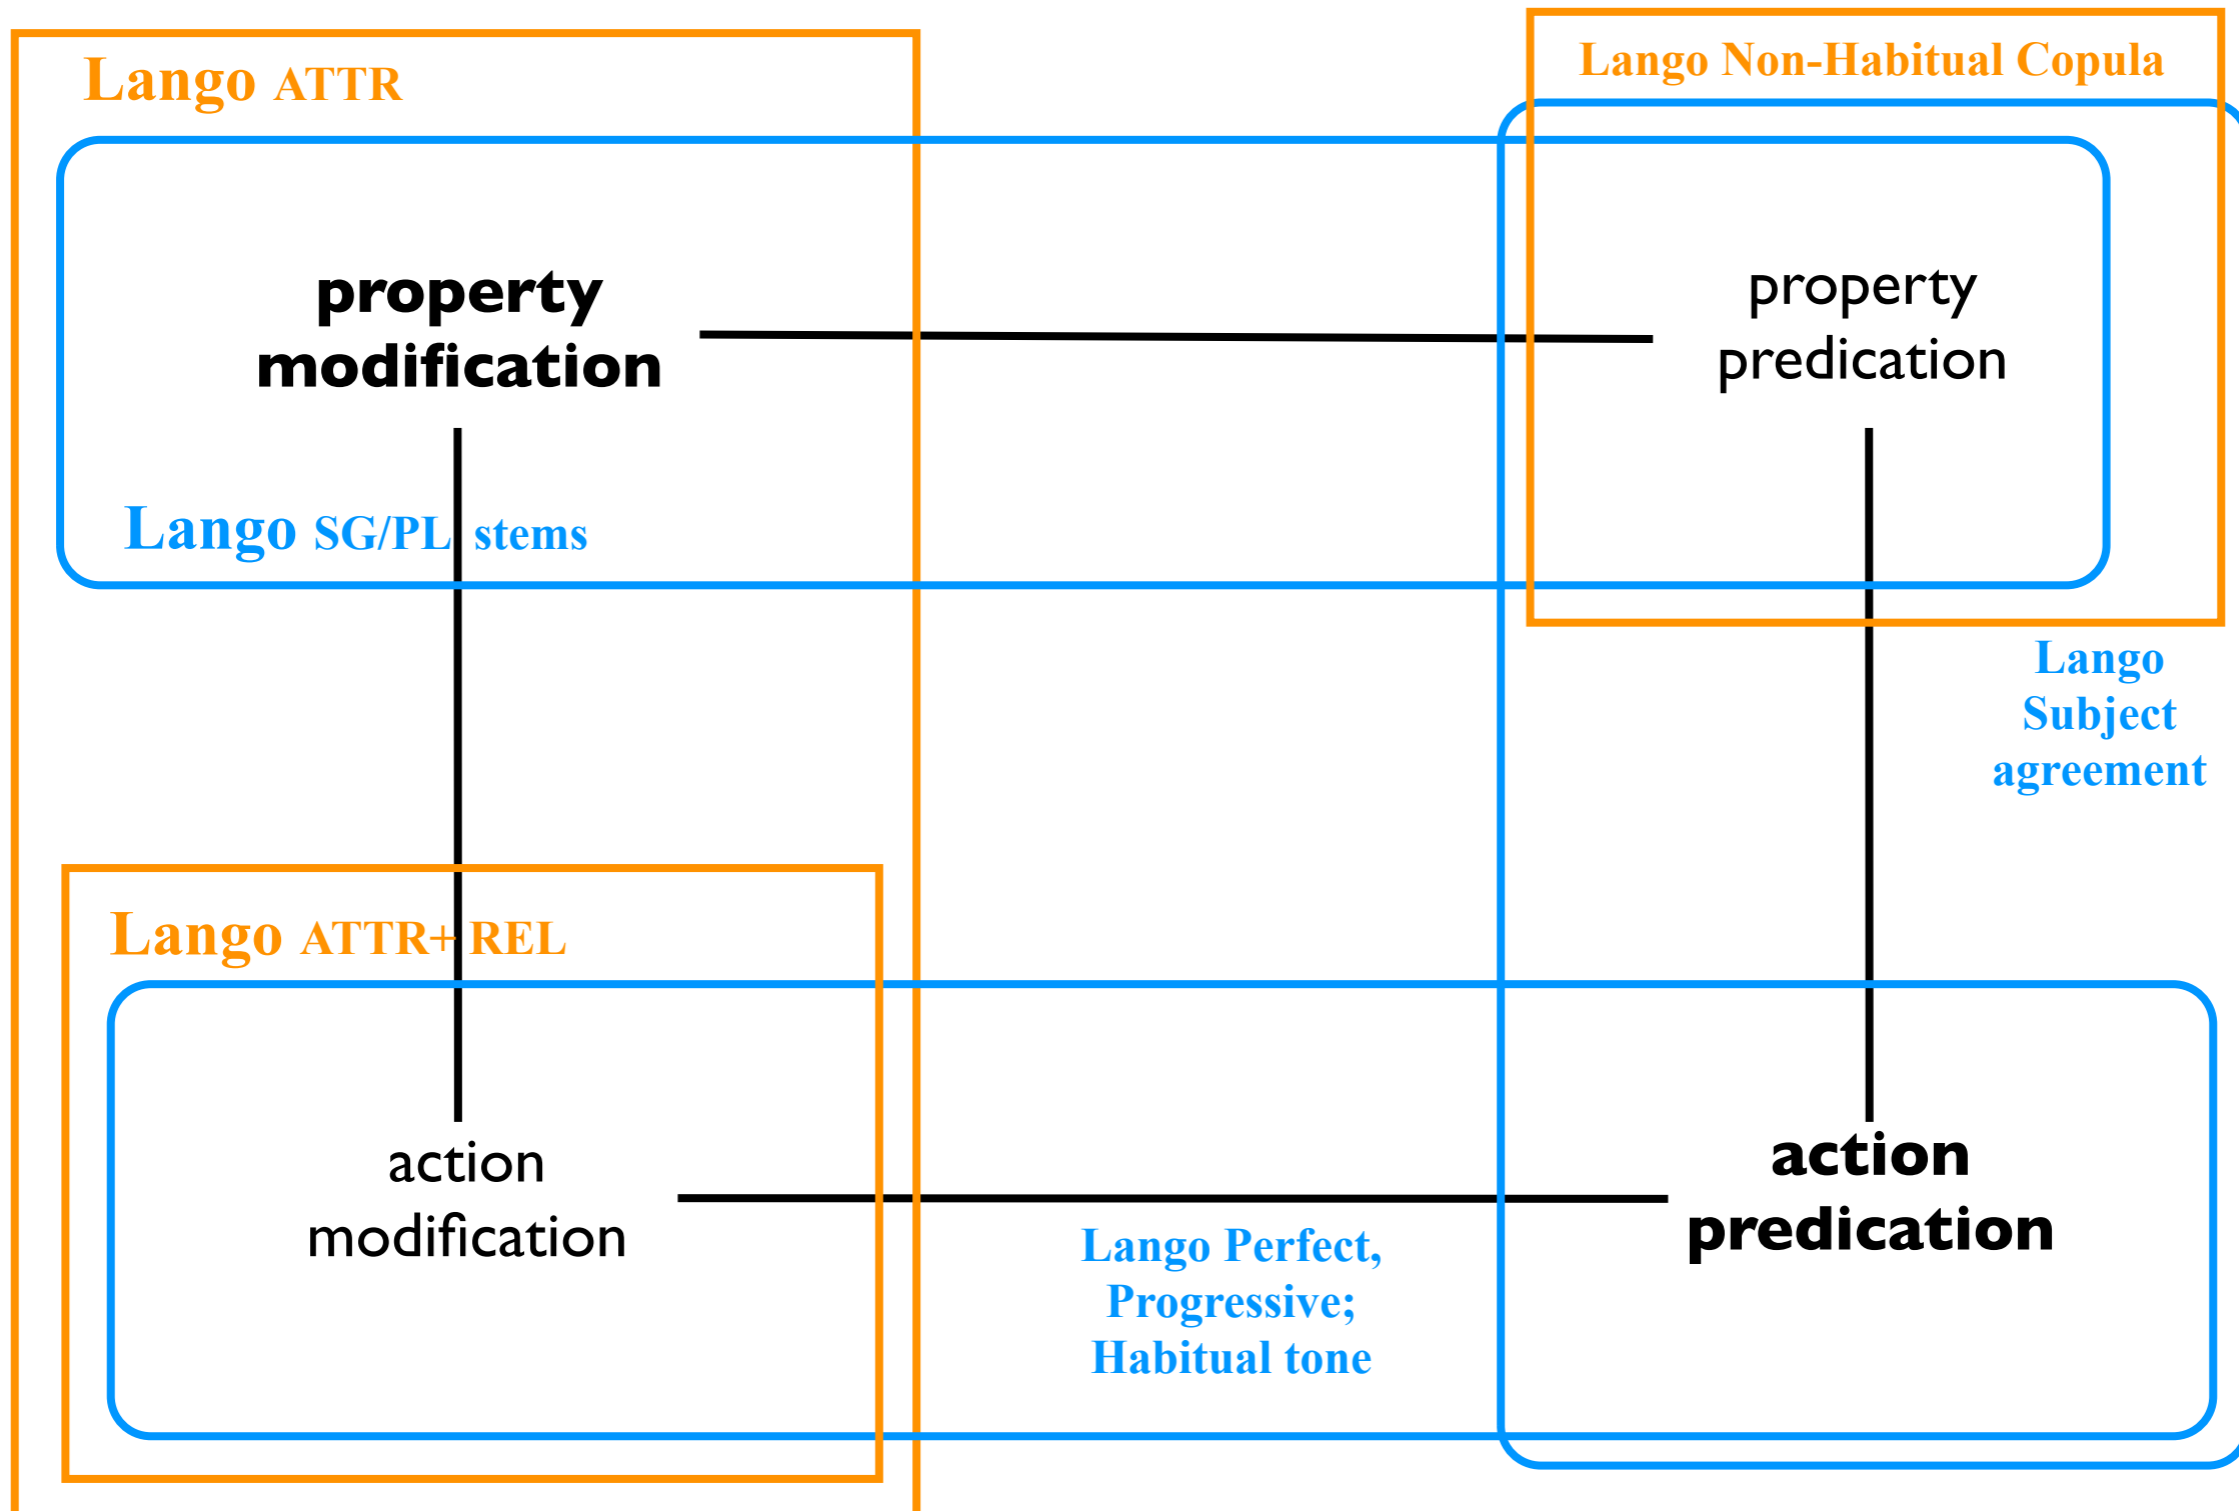 Lango ATTR
Lango Non-Habitual Copula
property
modification
property
predication
Lango SG/PL stems
Lango
Subject
agreement
Lango ATTR+ REL
action
modification
action
predication
Lango Perfect,
Progressive;
Habitual tone